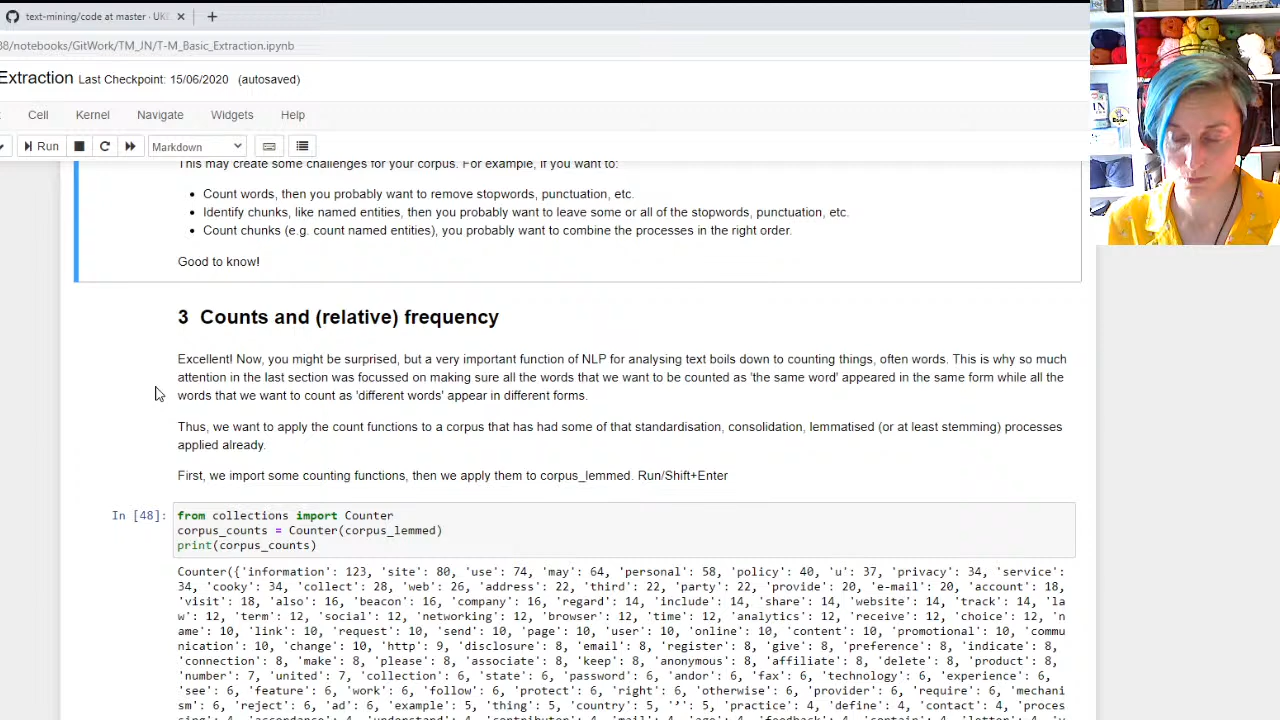 text-mining/code at master · UK
38/notebooks/GitWork/TM_JN/T-M_Basic_Extraction.ipynb
Extraction Last Checkpoint: 15/06/2020 (autosaved)
Cell Kernel Navigate Widgets Help
Run Markdown
This may create some challenges for your corpus. For example, if you want to:
Count words, then you probably want to remove stopwords, punctuation, etc.
Identify chunks, like named entities, then you probably want to leave some or all of the stopwords, punctuation, etc.
Count chunks (e.g. count named entities), you probably want to combine the processes in the right order.
Good to know!
3 Counts and (relative) frequency
Excellent! Now, you might be surprised, but a very important function of NLP for analysing text boils down to counting things, often words. This is why so much
attention in the last section was focussed on making sure all the words that we want to be counted as 'the same word' appeared in the same form while all the
words that we want to count as 'different words' appear in different forms.
Thus, we want to apply the count functions to a corpus that has had some of that standardisation, consolidation, lemmatised (or at least stemming) processes
applied already.
First, we import some counting functions, then we apply them to corpus_lemmed. Run/Shift+Enter
In [48]: from collections import Counter
corpus_counts = Counter(corpus_lemmed)
print(corpus_counts)
Counter({'information': 123, 'site': 80, 'use': 74, 'may': 64, 'personal': 58, 'policy': 40, 'u': 37, 'privacy': 34, 'service':
34, 'cooky': 34, 'collect': 28, 'web': 26, 'address': 22, 'third': 22, 'party': 22, 'provide': 20, 'e-mail': 20, 'account': 18,
'visit': 18, 'also': 16, 'beacon': 16, 'company': 16, 'regard': 14, 'include': 14, 'share': 14, 'website': 14, 'track': 14, 'la
w': 12, 'term': 12, 'social': 12, 'networking': 12, 'browser': 12, 'time': 12, 'analytics': 12, 'receive': 12, 'choice': 12, 'n
ame': 10, 'link': 10, 'request': 10, 'send': 10, 'page': 10, 'user': 10, 'online': 10, 'content': 10, 'promotional': 10, 'commu
nication': 10, 'change': 10, 'http': 9, 'disclosure': 8, 'email': 8, 'register': 8, 'give': 8, 'preference': 8, 'indicate': 8,
'connection': 8, 'make': 8, 'please': 8, 'associate': 8, 'keep': 8, 'anonymous': 8, 'affiliate': 8, 'delete': 8, 'product': 8,
'number': 7, 'united': 7, 'collection': 6, 'state': 6, 'password': 6, 'andor': 6, 'fax': 6, 'technology': 6, 'experience': 6,
'see': 6, 'feature': 6, 'work': 6, 'follow': 6, 'protect': 6, 'right': 6, 'otherwise': 6, 'provider': 6, 'require': 6, 'mechani
sm': 6, 'reject': 6, 'ad': 6, 'example': 5, 'thing': 5, 'country': 5, '’': 5, 'practice': 4, 'define': 4, 'contact': 4, 'proces
sing': 4, 'accordance': 4, 'understand': 4, 'contributor': 4, 'mail': 4, 'age': 4, 'feedback': 4, 'contain': 4, 'letter': 4,